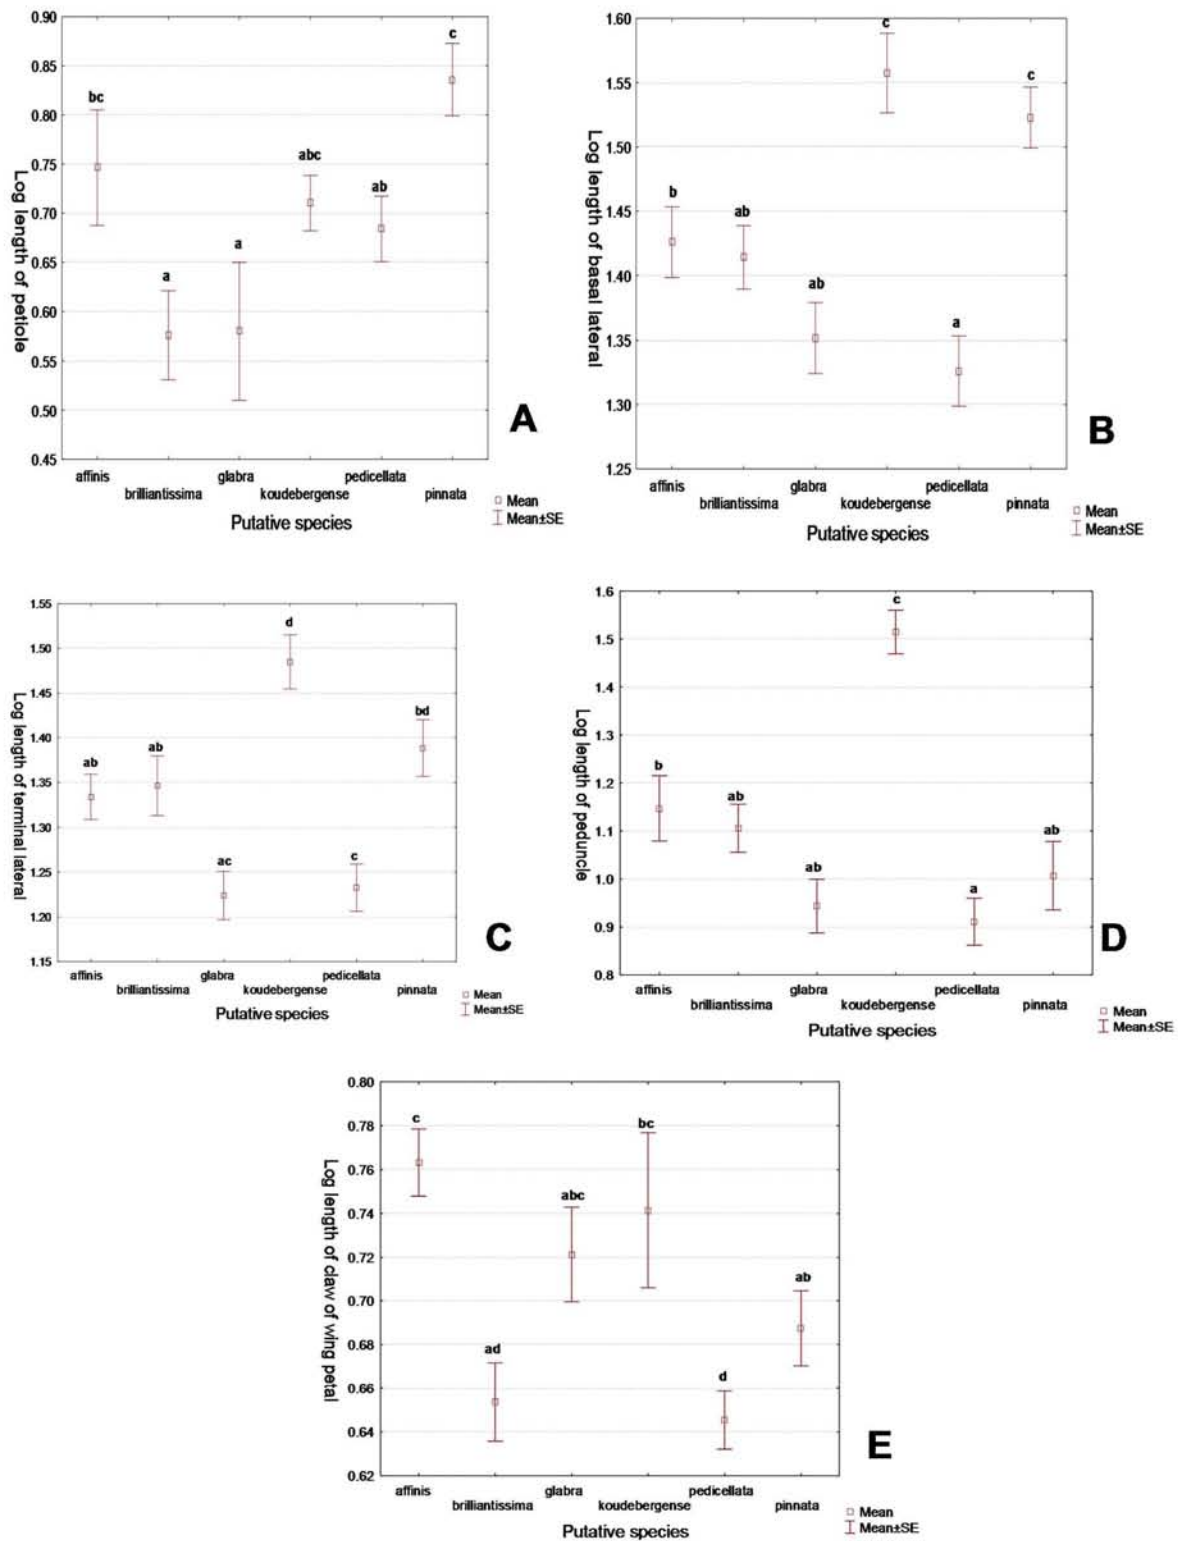 0.90
0.85
0.80
0.75
0.70
0.65
0.60
0.55
0.50
0.45
Log length of petiole
bc
a
a
abc
ab
c
affinis
brilliantissima
glabra
koudebergense
pedicellata
pinnata
Putative species
Mean
Mean±SE
A
1.60
1.55
1.50
1.45
1.40
1.35
1.30
1.25
Log length of basal lateral
b
ab
ab
c
a
c
affinis
brilliantissima
glabra
koudebergense
pedicellata
pinnata
Putative species
Mean
Mean±SE
B
1.55
1.50
1.45
1.40
1.35
1.30
1.25
1.20
1.15
Log length of terminal lateral
ab
ab
ac
d
c
bd
affinis
brilliantissima
glabra
koudebergense
pedicellata
pinnata
Putative species
Mean
Mean±SE
C
1.6
1.5
1.4
1.3
1.2
1.1
1.0
0.9
0.8
Log length of peduncle
b
ab
ab
c
a
ab
affinis
brilliantissima
glabra
koudebergense
pedicellata
pinnata
Putative species
Mean
Mean±SE
D
0.80
0.78
0.76
0.74
0.72
0.70
0.68
0.66
0.64
0.62
Log length of claw of wing petal
c
ad
abc
bc
d
ab
affinis
brilliantissima
glabra
koudebergense
pedicellata
pinnata
Putative species
Mean
Mean±SE
E